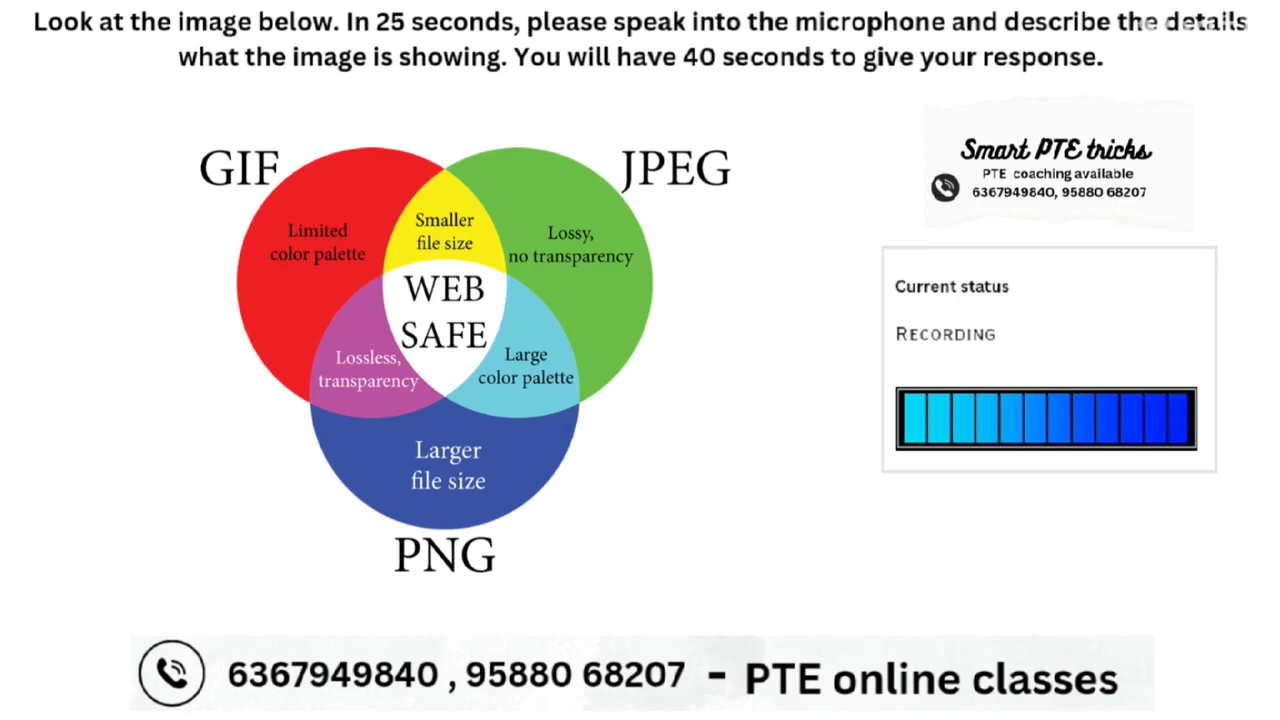 Look at the image below. In 25 seconds, please speak into the microphone and describe the details
what the image is showing. You will have 40 seconds to give your response.
GIF
JPEG
Limited
color palette
Smaller
file size
Lossy,
no transparency
WEB
SAFE
Lossless,
transparency
Large
color palette
Larger
file size
PNG
Smart PTE tricks
PTE coaching available
6367949840, 95880 68207
Current status
RECORDING
6367949840 , 95880 68207 - PTE online classes